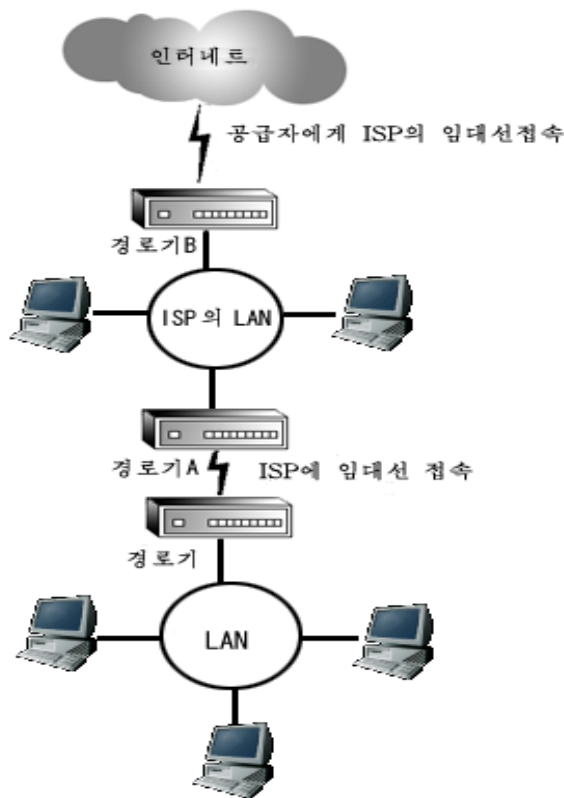 인터네트
공급자에게 ISP의 임대선접속
경로기B
ISP의 LAN
경로기A
ISP에 임대선 접속
경로기
LAN